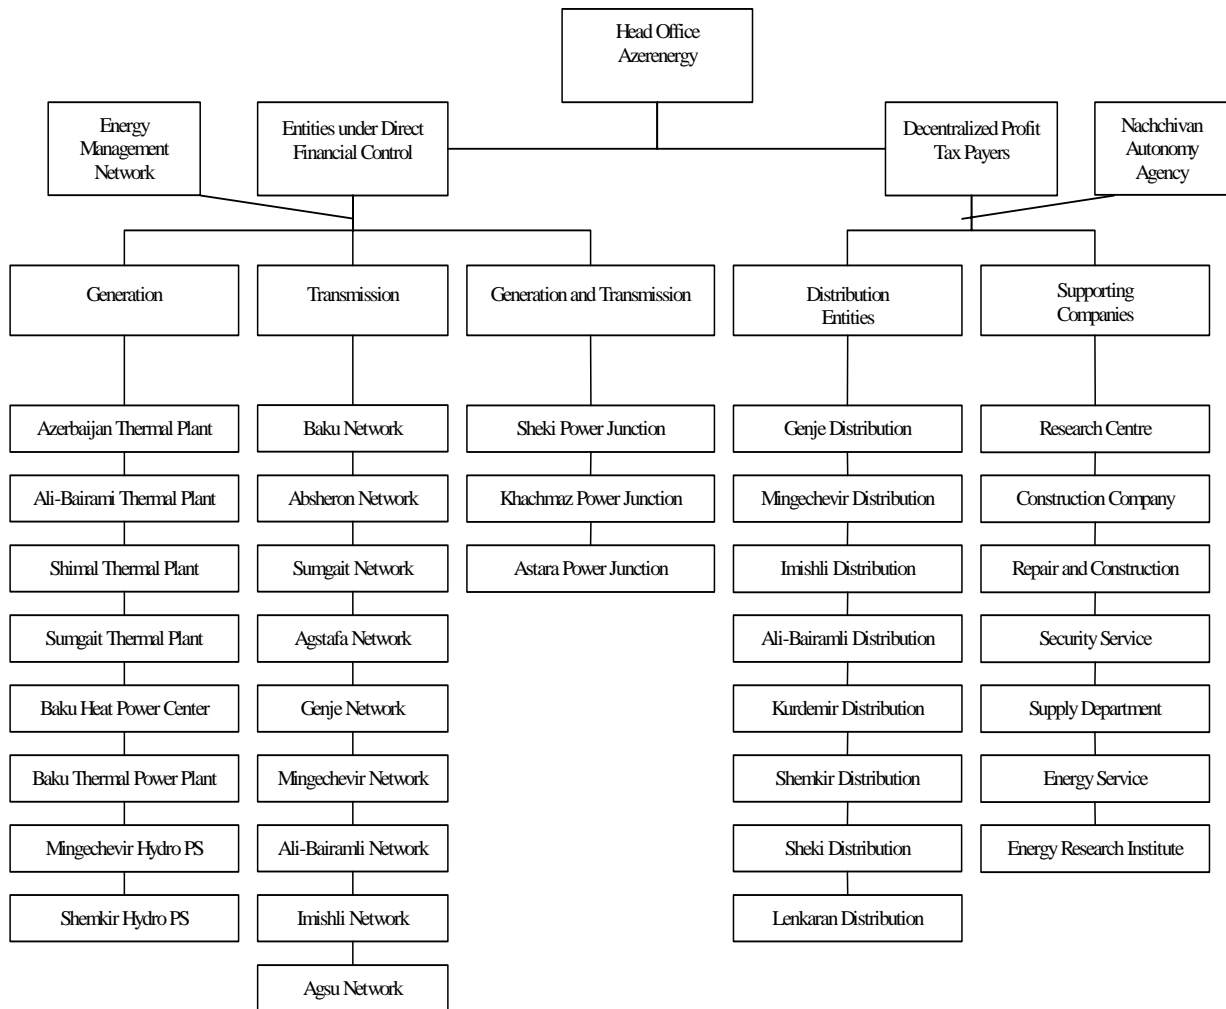 Head Office
Azerenergy
Energy
Management
Network
Entities under Direct
Financial Control
Decentralized Profit
Tax Payers
Nachchivan
Autonomy
Agency
Generation
Transmission
Generation and Transmission
Distribution
Entities
Supporting
Companies
Azerbaijan Thermal Plant
Baku Network
Sheki Power Junction
Genje Distribution
Research Centre
Ali-Bairami Thermal Plant
Absheron Network
Khachmaz Power Junction
Mingechevir Distribution
Construction Company
Shimal Thermal Plant
Sumgait Network
Astara Power Junction
Imishli Distribution
Repair and Construction
Sumgait Thermal Plant
Agstafa Network
Ali-Bairamli Distribution
Security Service
Baku Heat Power Center
Genje Network
Kurdemir Distribution
Supply Department
Baku Thermal Power Plant
Mingechevir Network
Shemkir Distribution
Energy Service
Mingechevir Hydro PS
Ali-Bairamli Network
Sheki Distribution
Energy Research Institute
Shemkir Hydro PS
Imishli Network
Lenkaran Distribution
Agsu Network